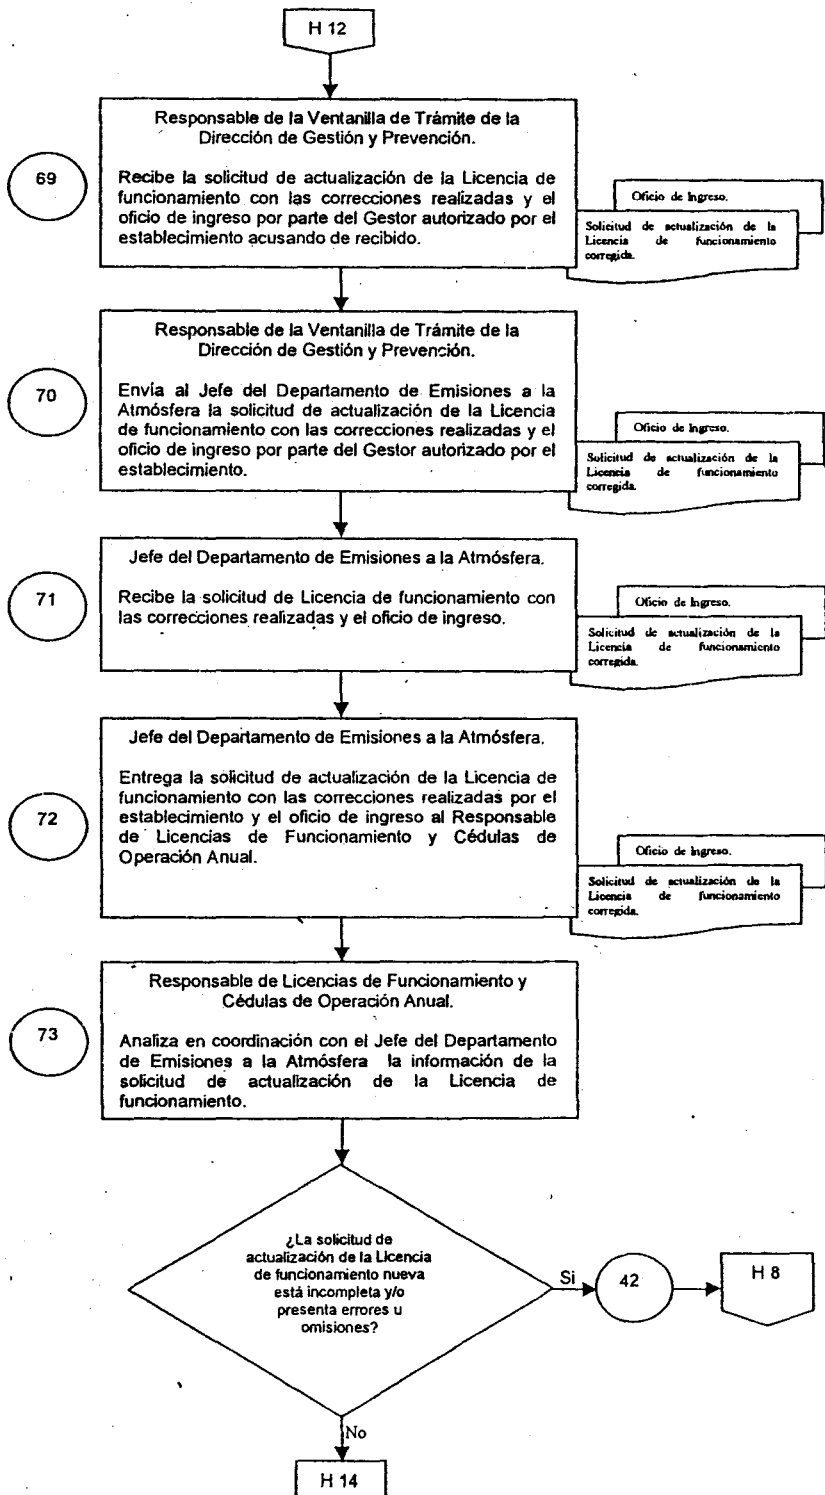 H 12
Responsable de la Ventanilla de Trámite de la
Dirección de Gestión y Prevención.
69
Recibe la solicitud de actualización de la Licencia de
funcionamiento con las correcciones realizadas y el
oficio de ingreso por parte del Gestor autorizado por el
establecimiento acusando de recibido.
Oficio de Ingreso.
Solicitud de actualización de la
Licencia de funcionamiento
corregida.
Responsable de la Ventanilla de Trámite de la
Dirección de Gestión y Prevención.
70
Envía al Jefe del Departamento de Emisiones a la
Atmósfera la solicitud de actualización de la Licencia
de funcionamiento con las correcciones realizadas y el
oficio de ingreso por parte del Gestor autorizado por el
establecimiento.
Oficio de Ingreso.
Solicitud de actualización de la
Licencia de funcionamiento
corregida.
Jefe del Departamento de Emisiones a la Atmósfera.
71
Recibe la solicitud de Licencia de funcionamiento con
las correcciones realizadas y el oficio de ingreso.
Oficio de Ingreso.
Solicitud de actualización de la
Licencia de funcionamiento
corregida.
Jefe del Departamento de Emisiones a la Atmósfera.
72
Entrega la solicitud de actualización de la Licencia de
funcionamiento con las correcciones realizadas por el
establecimiento y el oficio de ingreso al Responsable
de Licencias de Funcionamiento y Cédulas de
Operación Anual.
Oficio de Ingreso.
Solicitud de actualización de la
Licencia de funcionamiento
corregida.
Responsable de Licencias de Funcionamiento y
Cédulas de Operación Anual.
73
Analiza en coordinación con el Jefe del Departamento
de Emisiones a la Atmósfera la información de la
solicitud de actualización de la Licencia de
funcionamiento.
¿La solicitud de
actualización de la Licencia
de funcionamiento nueva
está incompleta y/o
presenta errores u
omisiones?
Si
42
H 8
No
H 14